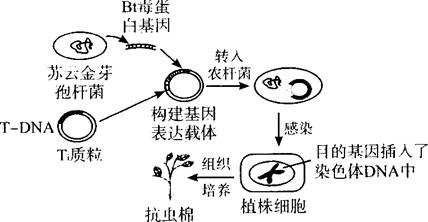 Bt毒蛋
白基因
苏云金芽
孢杆菌
转入
农杆菌
T-DNA
Ti质粒
构建基因
表达载体
感染
目的基因插入了
染色体DNA中
组织
培养
抗虫棉
植株细胞